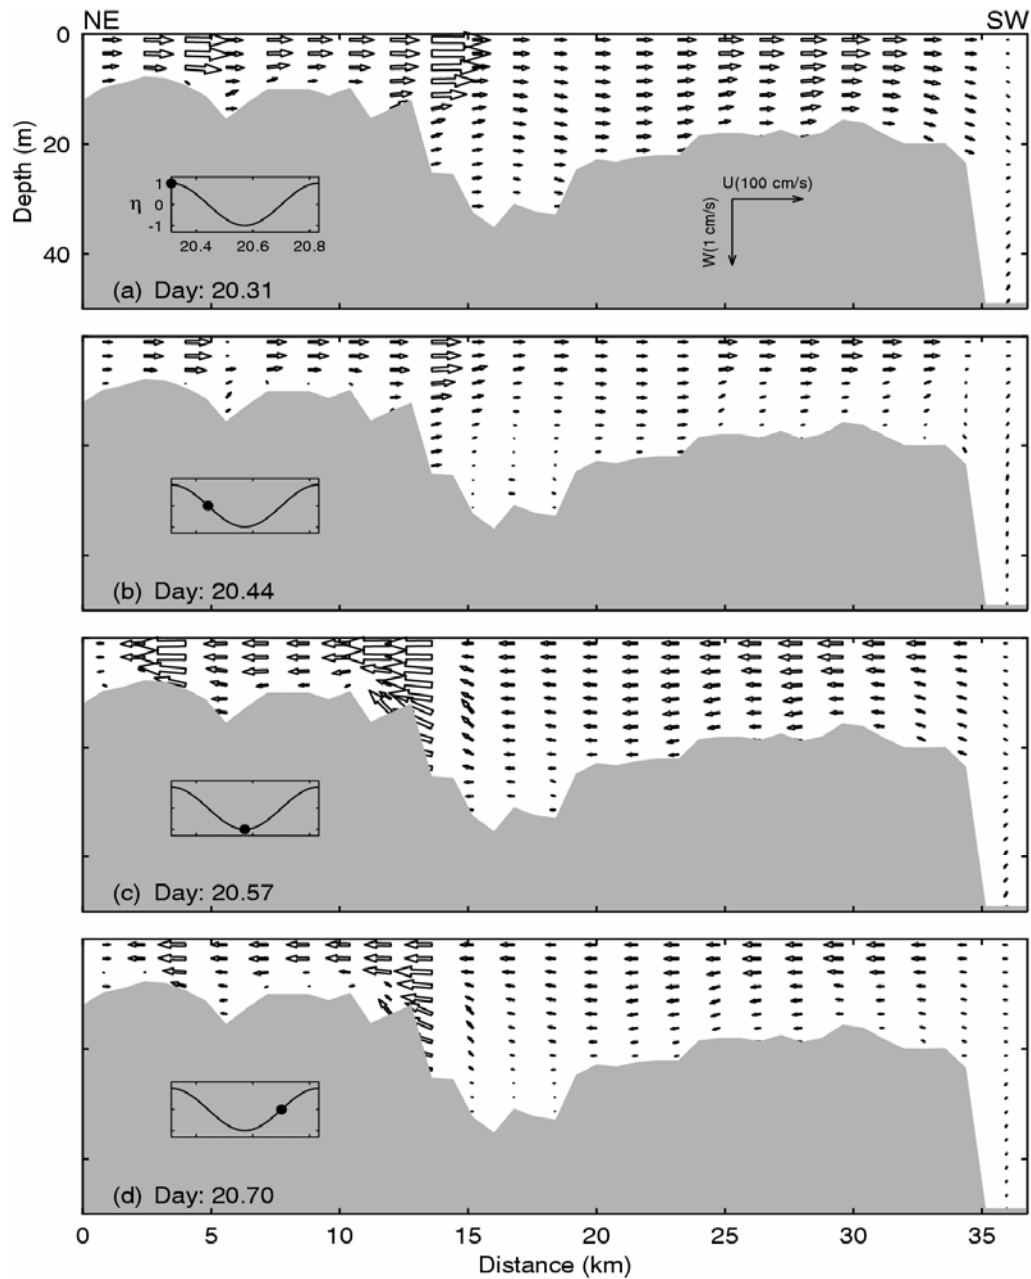 NE SW
0
20
40
Depth (m)
U(100 cm/s)
W(1 cm/s)
η
1
0
-1
20.4 20.6 20.8
(a) Day: 20.31
(b) Day: 20.44
(c) Day: 20.57
(d) Day: 20.70
0 5 10 15 20 25 30 35
Distance (km)